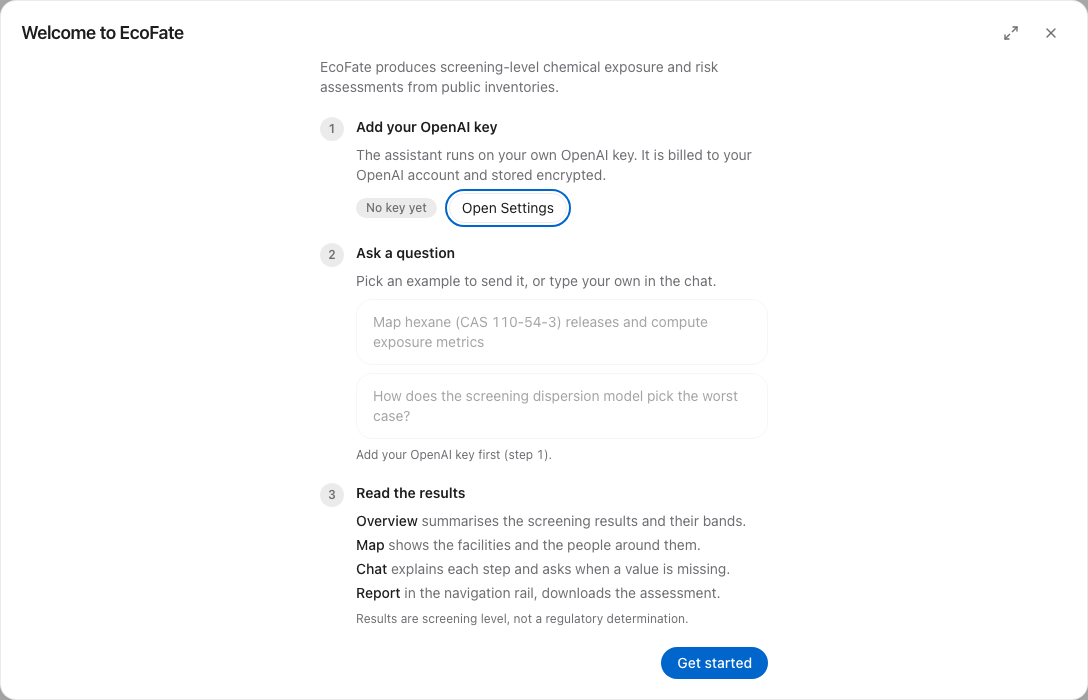 Welcome to EcoFate
EcoFate produces screening-level chemical exposure and risk
assessments from public inventories.
1
Add your OpenAI key
The assistant runs on your own OpenAI key. It is billed to your
OpenAI account and stored encrypted.
No key yet
Open Settings
2
Ask a question
Pick an example to send it, or type your own in the chat.
Map hexane (CAS 110-54-3) releases and compute
exposure metrics
How does the screening dispersion model pick the worst
case?
Add your OpenAI key first (step 1).
3
Read the results
Overview summarises the screening results and their bands.
Map shows the facilities and the people around them.
Chat explains each step and asks when a value is missing.
Report in the navigation rail, downloads the assessment.
Results are screening level, not a regulatory determination.
Get started